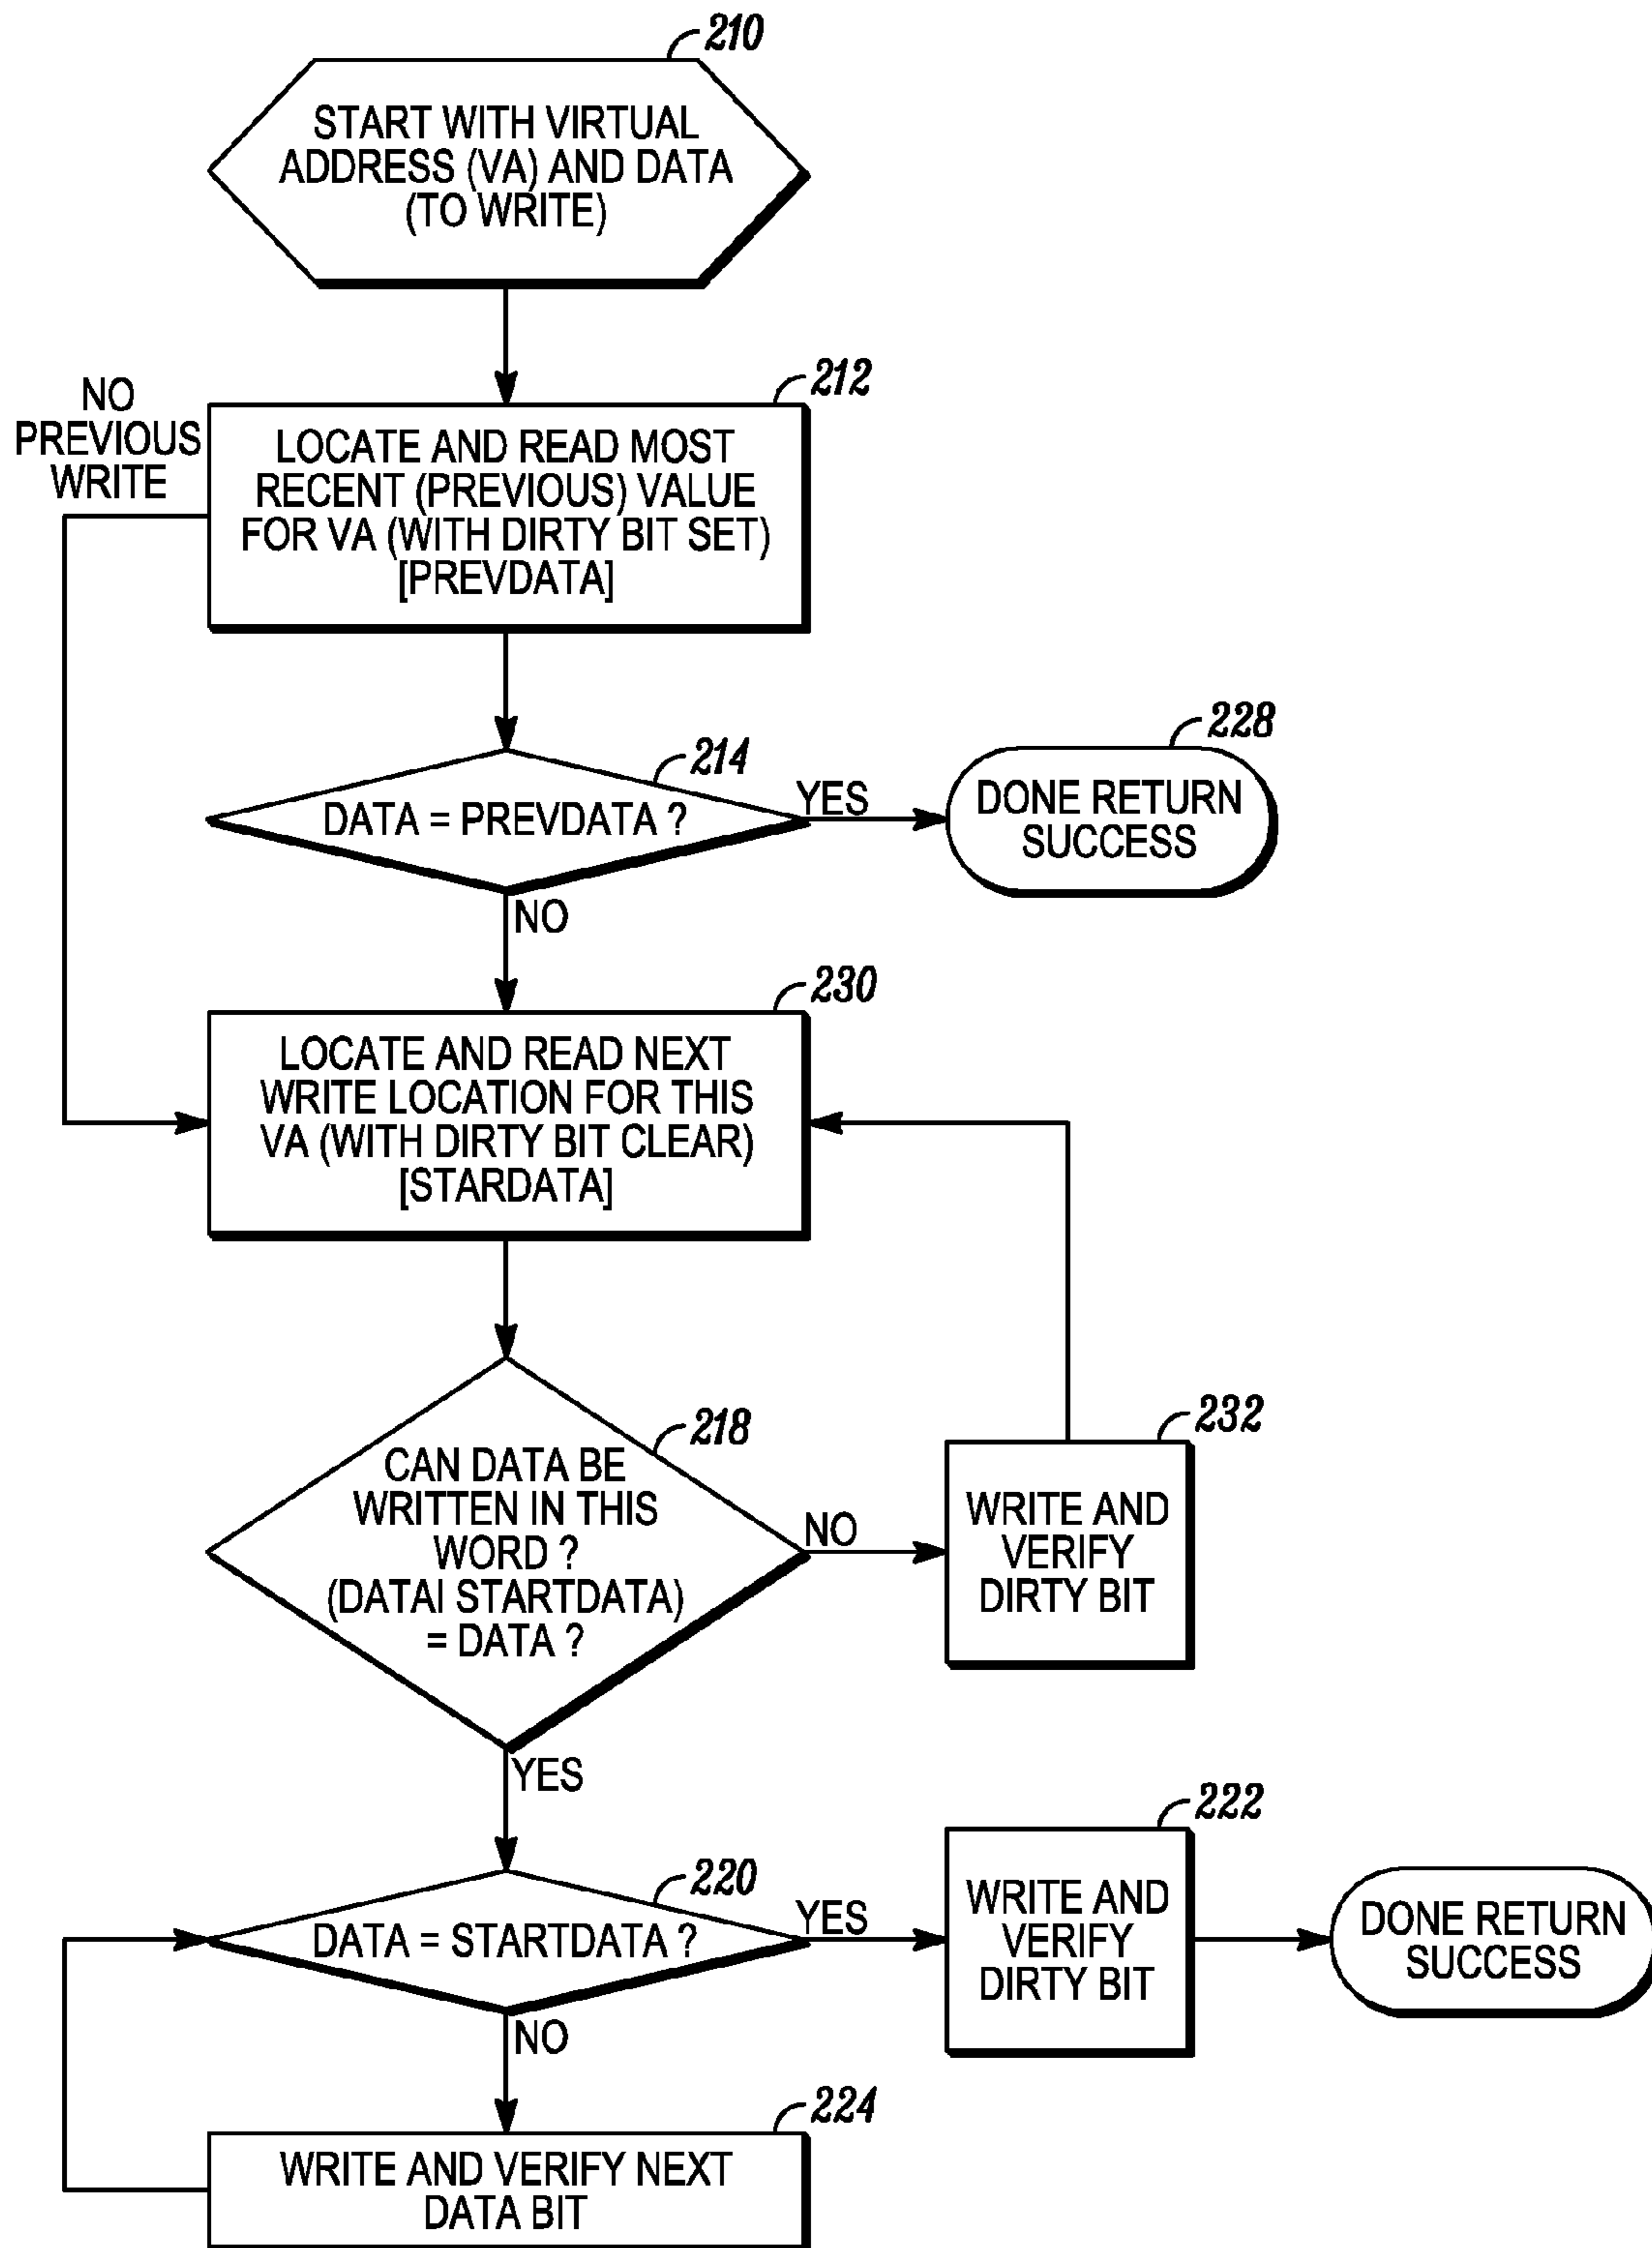 210
START WITH VIRTUAL
ADDRESS (VA) AND DATA
(TO WRITE)
NO
PREVIOUS
WRITE
212
LOCATE AND READ MOST
RECENT (PREVIOUS) VALUE
FOR VA (WITH DIRTY BIT SET)
[PREVDATA]
214
DATA = PREVDATA ?
YES
228
DONE RETURN
SUCCESS
NO
230
LOCATE AND READ NEXT
WRITE LOCATION FOR THIS
VA (WITH DIRTY BIT CLEAR)
[STARDATA]
218
CAN DATA BE
WRITTEN IN THIS
WORD ?
(DATAI STARTDATA)
= DATA ?
NO
232
WRITE AND
VERIFY
DIRTY BIT
YES
220
DATA = STARTDATA ?
YES
222
WRITE AND
VERIFY
DIRTY BIT
DONE RETURN
SUCCESS
NO
224
WRITE AND VERIFY NEXT
DATA BIT